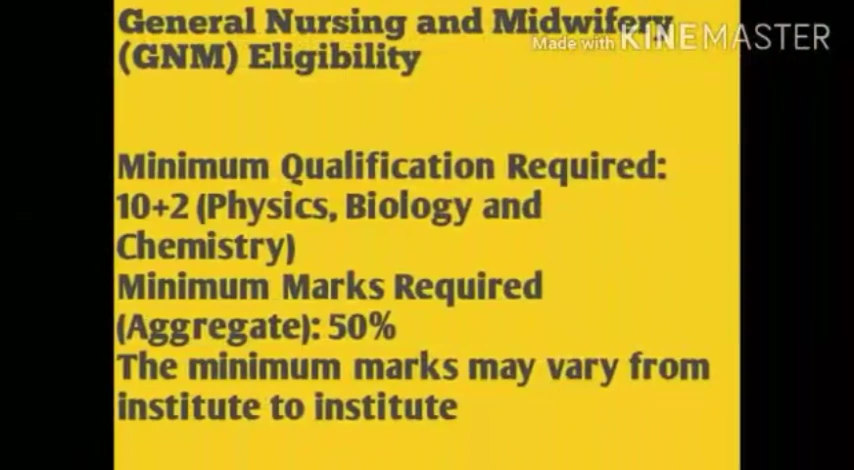 General Nursing and Midwifery
(GNM) Eligibility
Made with KINEMASTER
Minimum Qualification Required:
10+2 (Physics, Biology and
Chemistry)
Minimum Marks Required
(Aggregate): 50%
The minimum marks may vary from
institute to institute